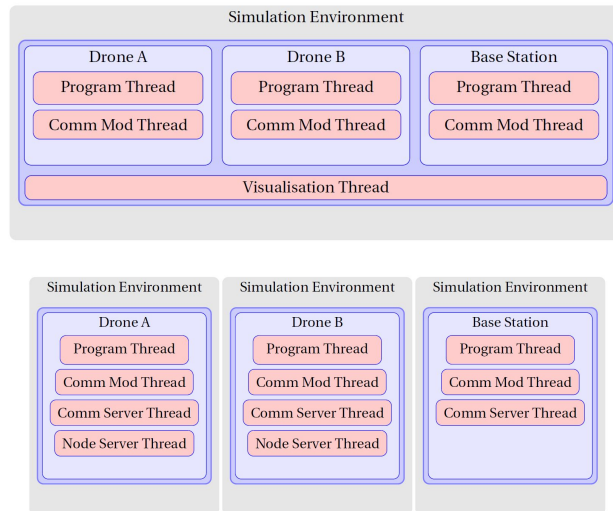 Simulation Environment
Drone A
Drone B
Base Station
Program Thread
Program Thread
Program Thread
Comm Mod Thread
Comm Mod Thread
Comm Mod Thread
Visualisation Thread
Simulation Environment
Simulation Environment
Simulation Environment
Drone A
Drone B
Base Station
Program Thread
Program Thread
Program Thread
Comm Mod Thread
Comm Mod Thread
Comm Mod Thread
Comm Server Thread
Comm Server Thread
Comm Server Thread
Node Server Thread
Node Server Thread